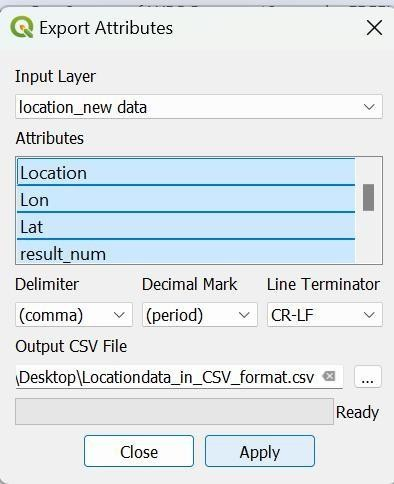 Export Attributes
Input Layer
location_new data
Attributes
Location
Lon
Lat
result_num
Delimiter Decimal Mark Line Terminator
(comma) (period) CR-LF
Output CSV File
\Desktop\Locationdata_in_CSV_format.csv ...
Ready
Close Apply